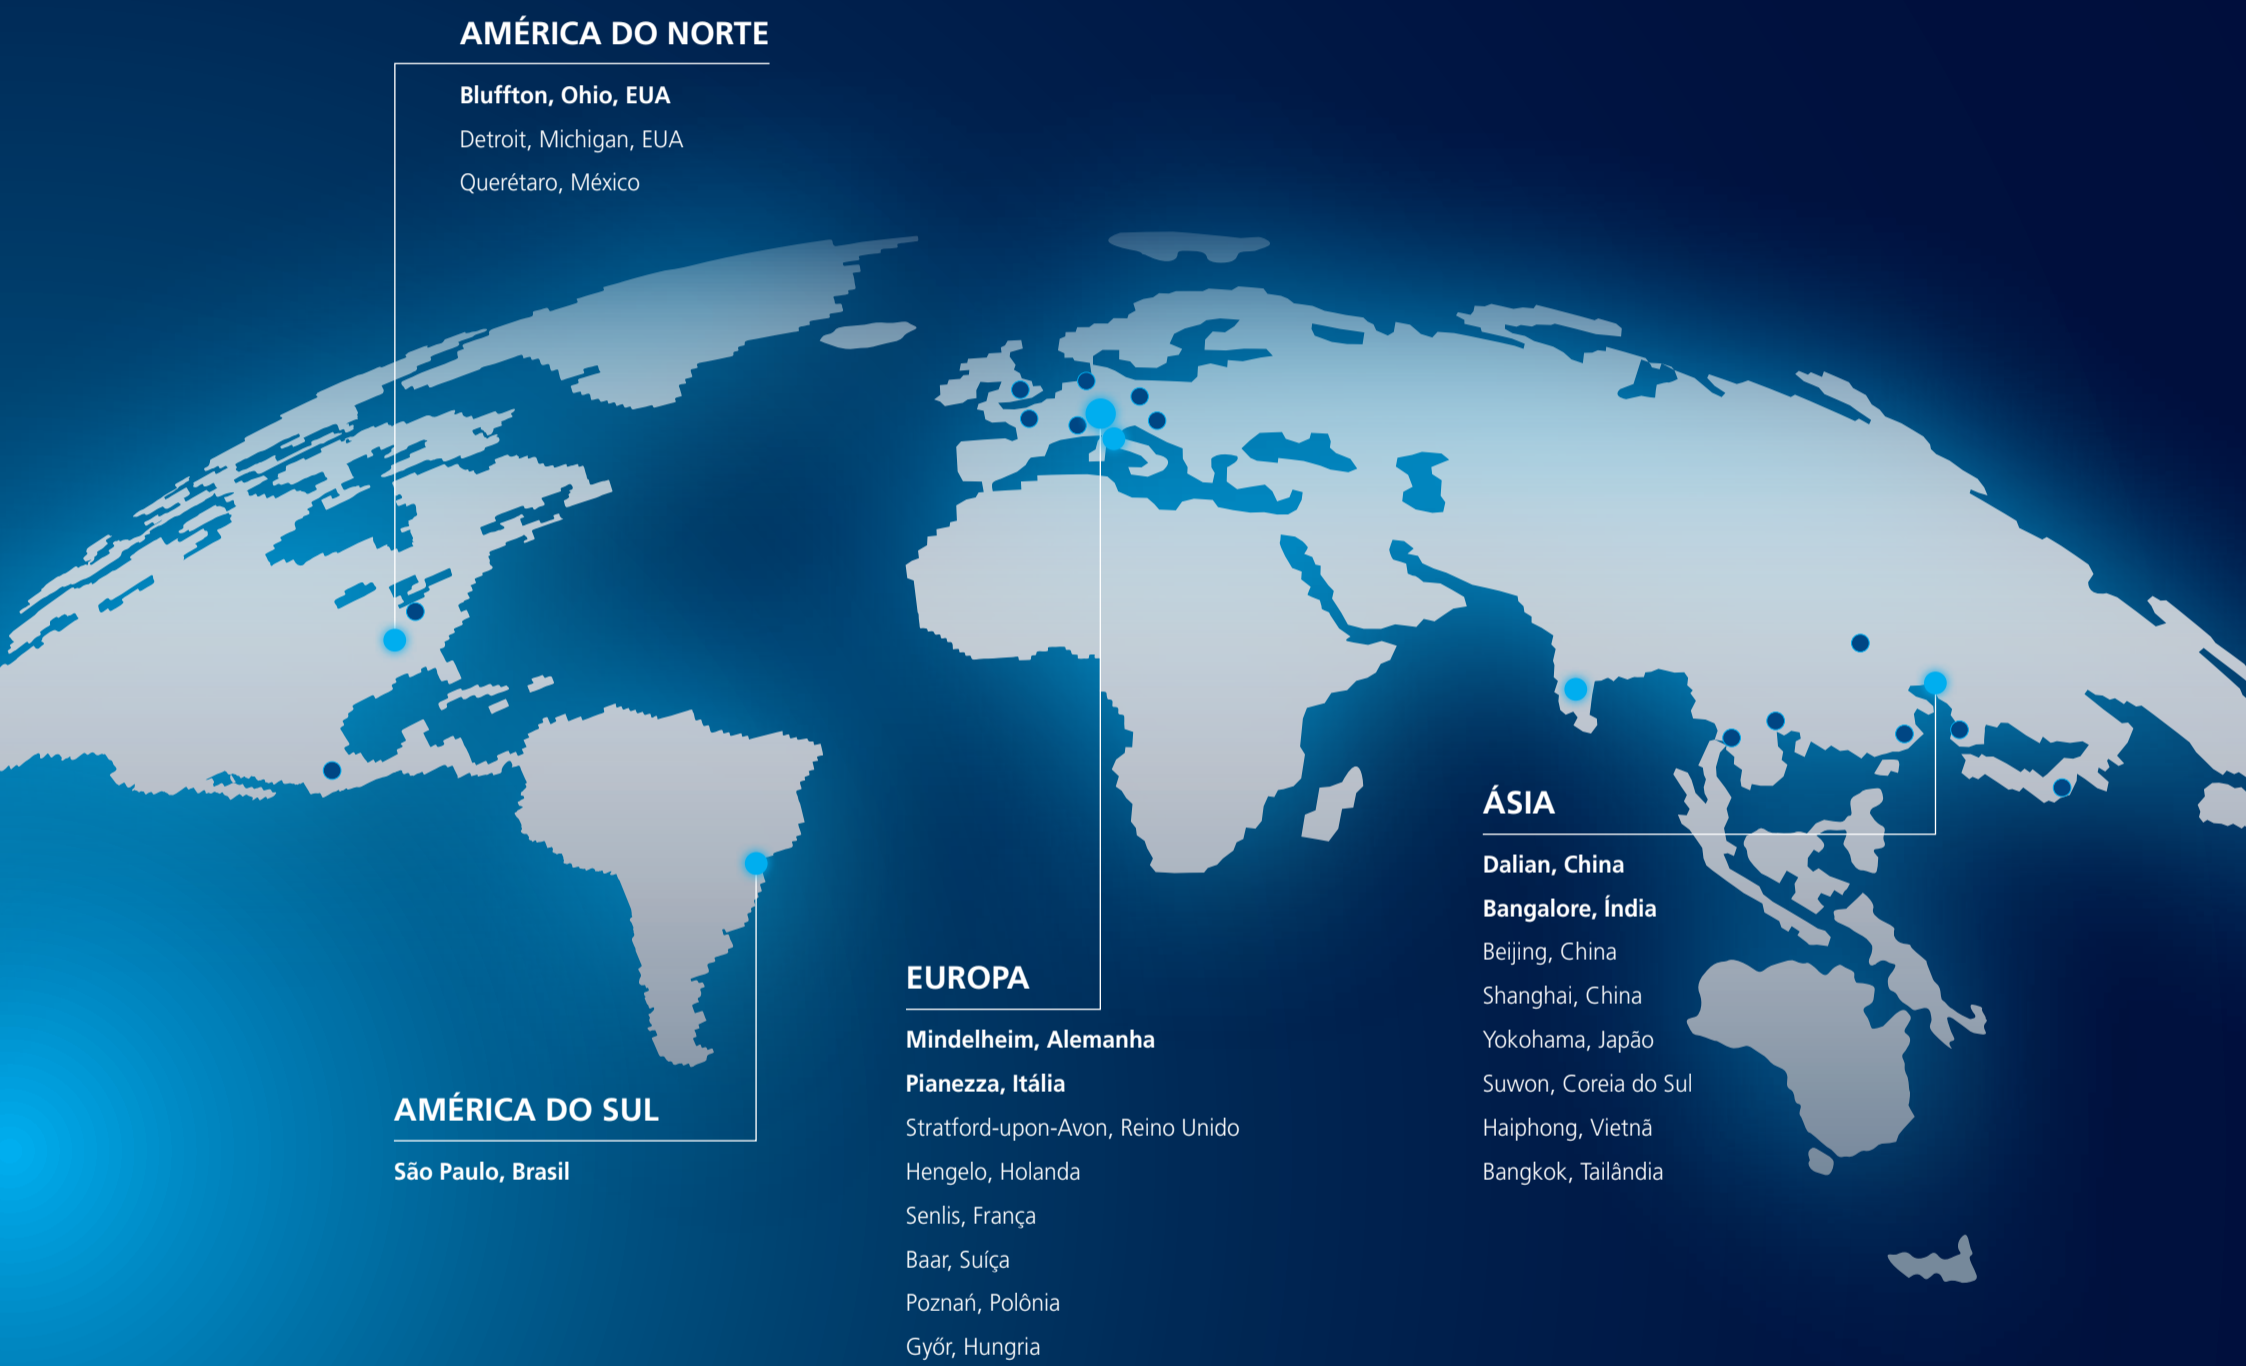 AMÉRICA DO NORTE
Bluffton, Ohio, EUA
Detroit, Michigan, EUA
Querétaro, México
AMÉRICA DO SUL
São Paulo, Brasil
EUROPA
Mindelheim, Alemanha
Pianezza, Itália
Stratford-upon-Avon, Reino Unido
Hengelo, Holanda
Senlis, França
Baar, Suíça
Poznań, Polônia
Győr, Hungria
ÁSIA
Dalian, China
Bangalore, Índia
Beijing, China
Shanghai, China
Yokohama, Japão
Suwon, Coreia do Sul
Haiphong, Vietnã
Bangkok, Tailândia